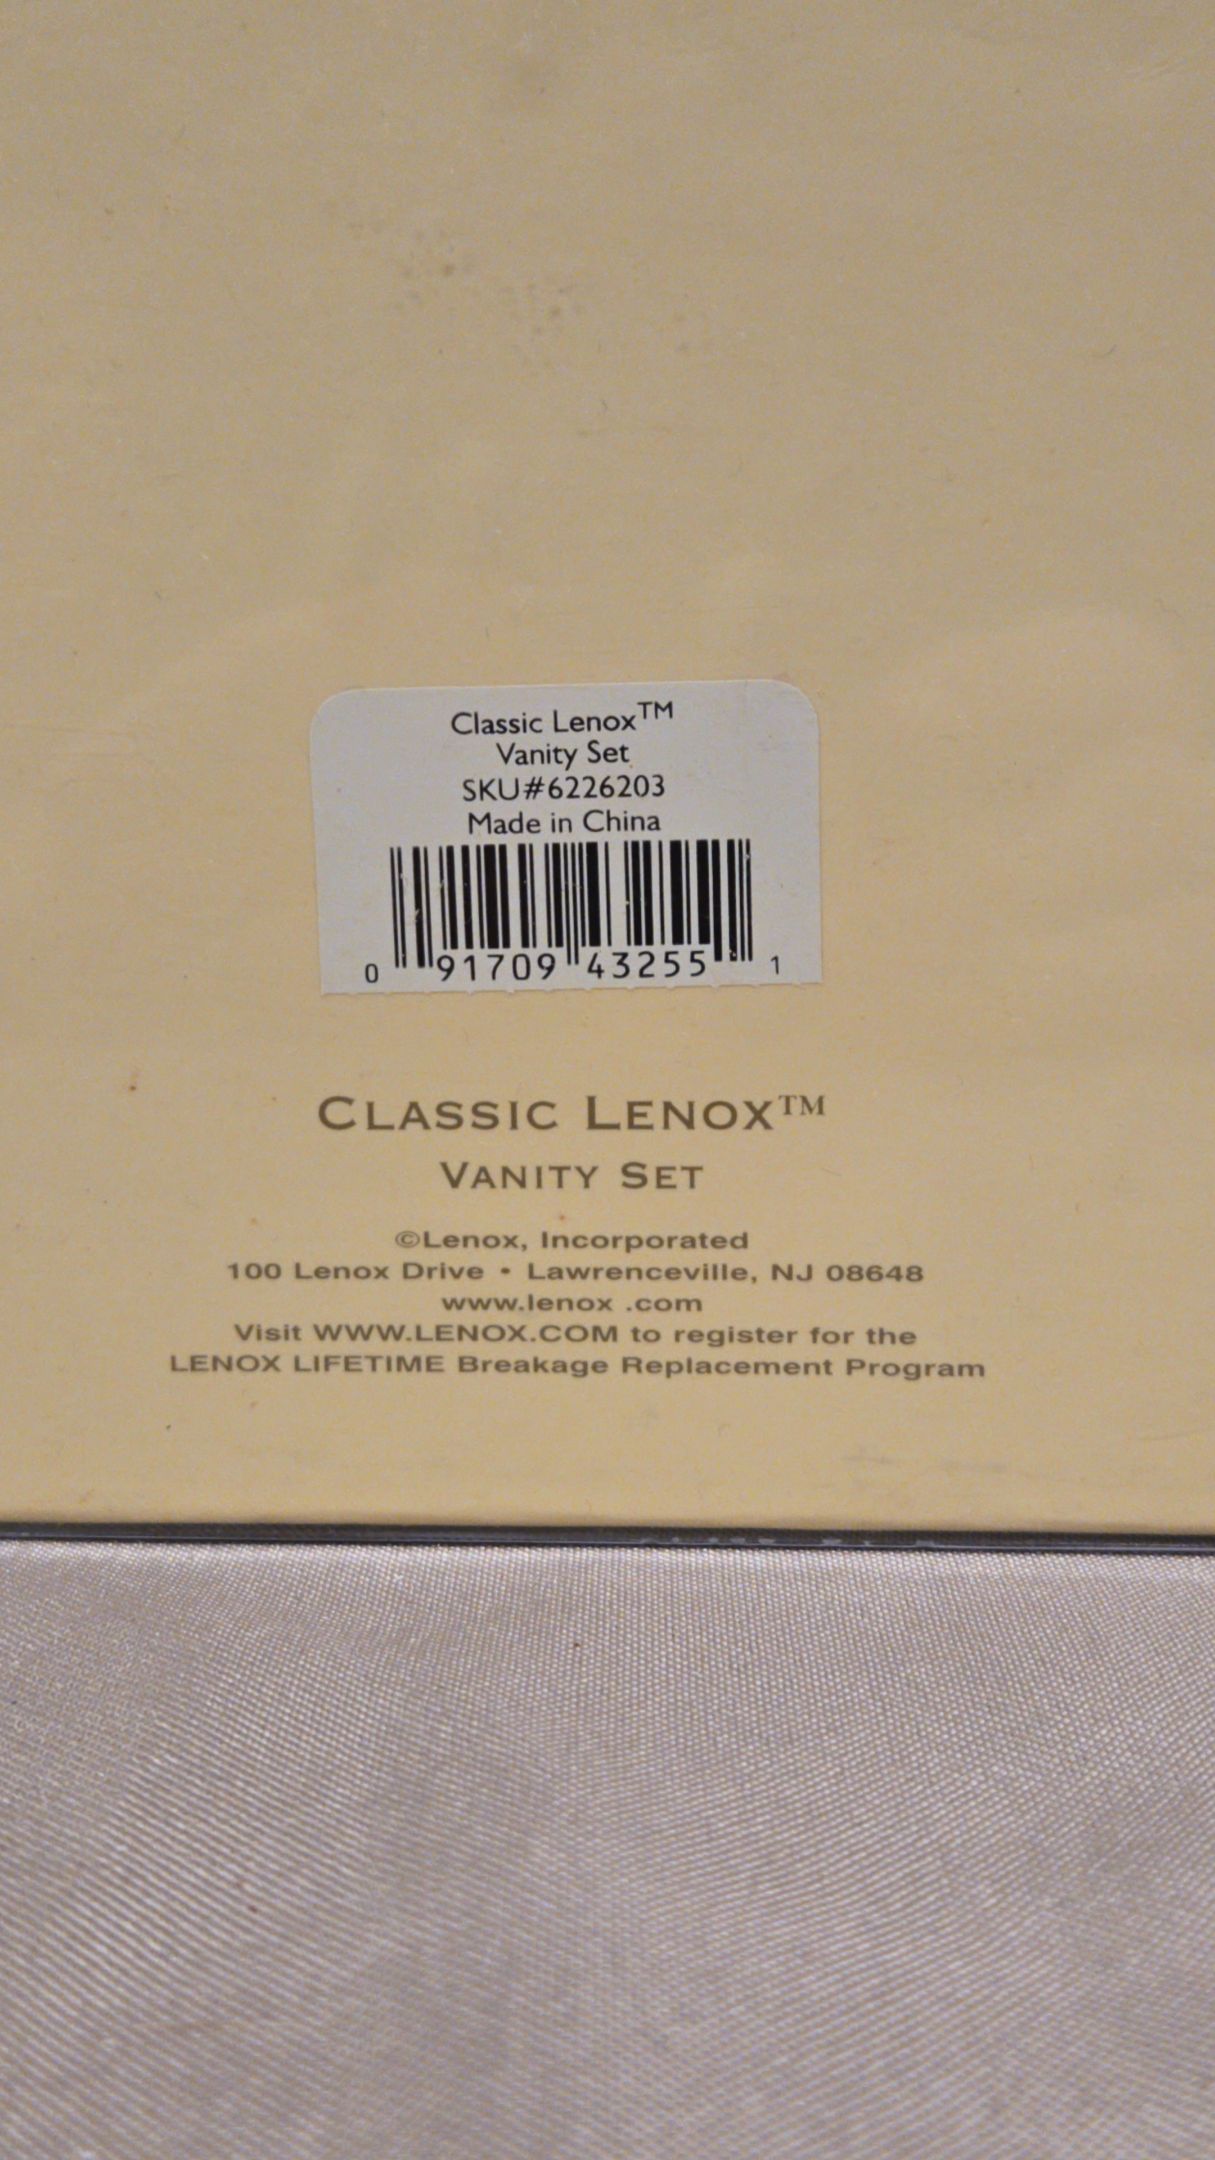 Classic Lenox™
Vanity Set
SKU#6226203
Made in China
0 91709 43255 1
CLASSIC LENOX™
VANITY SET
©Lenox, Incorporated
100 Lenox Drive • Lawrenceville, NJ 08648
www.lenox .com
Visit WWW.LENOX.COM to register for the
LENOX LIFETIME Breakage Replacement Program